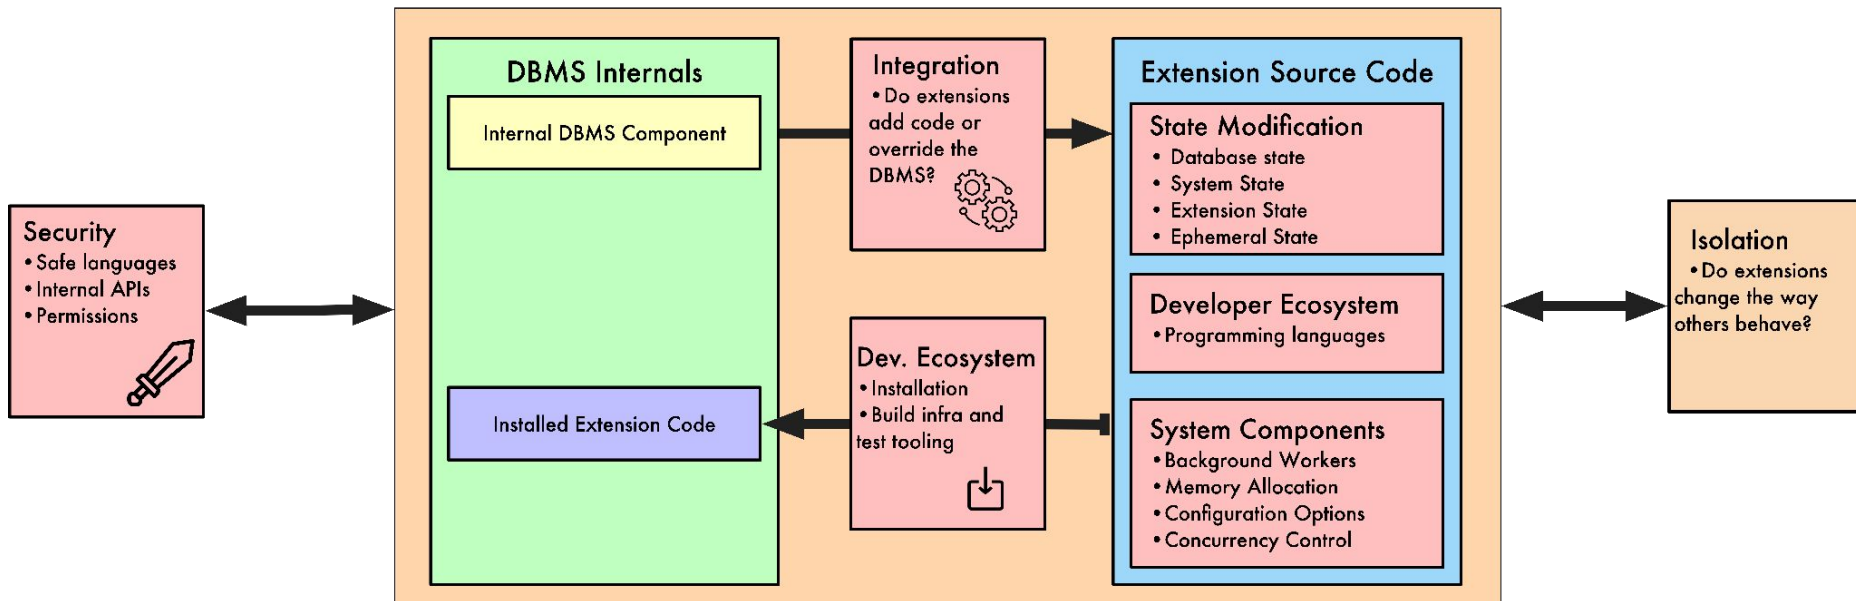 Security
• Safe languages
• Internal APIs
• Permissions
DBMS Internals
Internal DBMS Component
Installed Extension Code
Integration
• Do extensions
add code or
override the
DBMS?
Dev. Ecosystem
• Installation
• Build infra and
test tooling
Extension Source Code
State Modification
• Database state
• System State
• Extension State
• Ephemeral State
Developer Ecosystem
• Programming languages
System Components
• Background Workers
• Memory Allocation
• Configuration Options
• Concurrency Control
Isolation
• Do extensions
change the way
others behave?